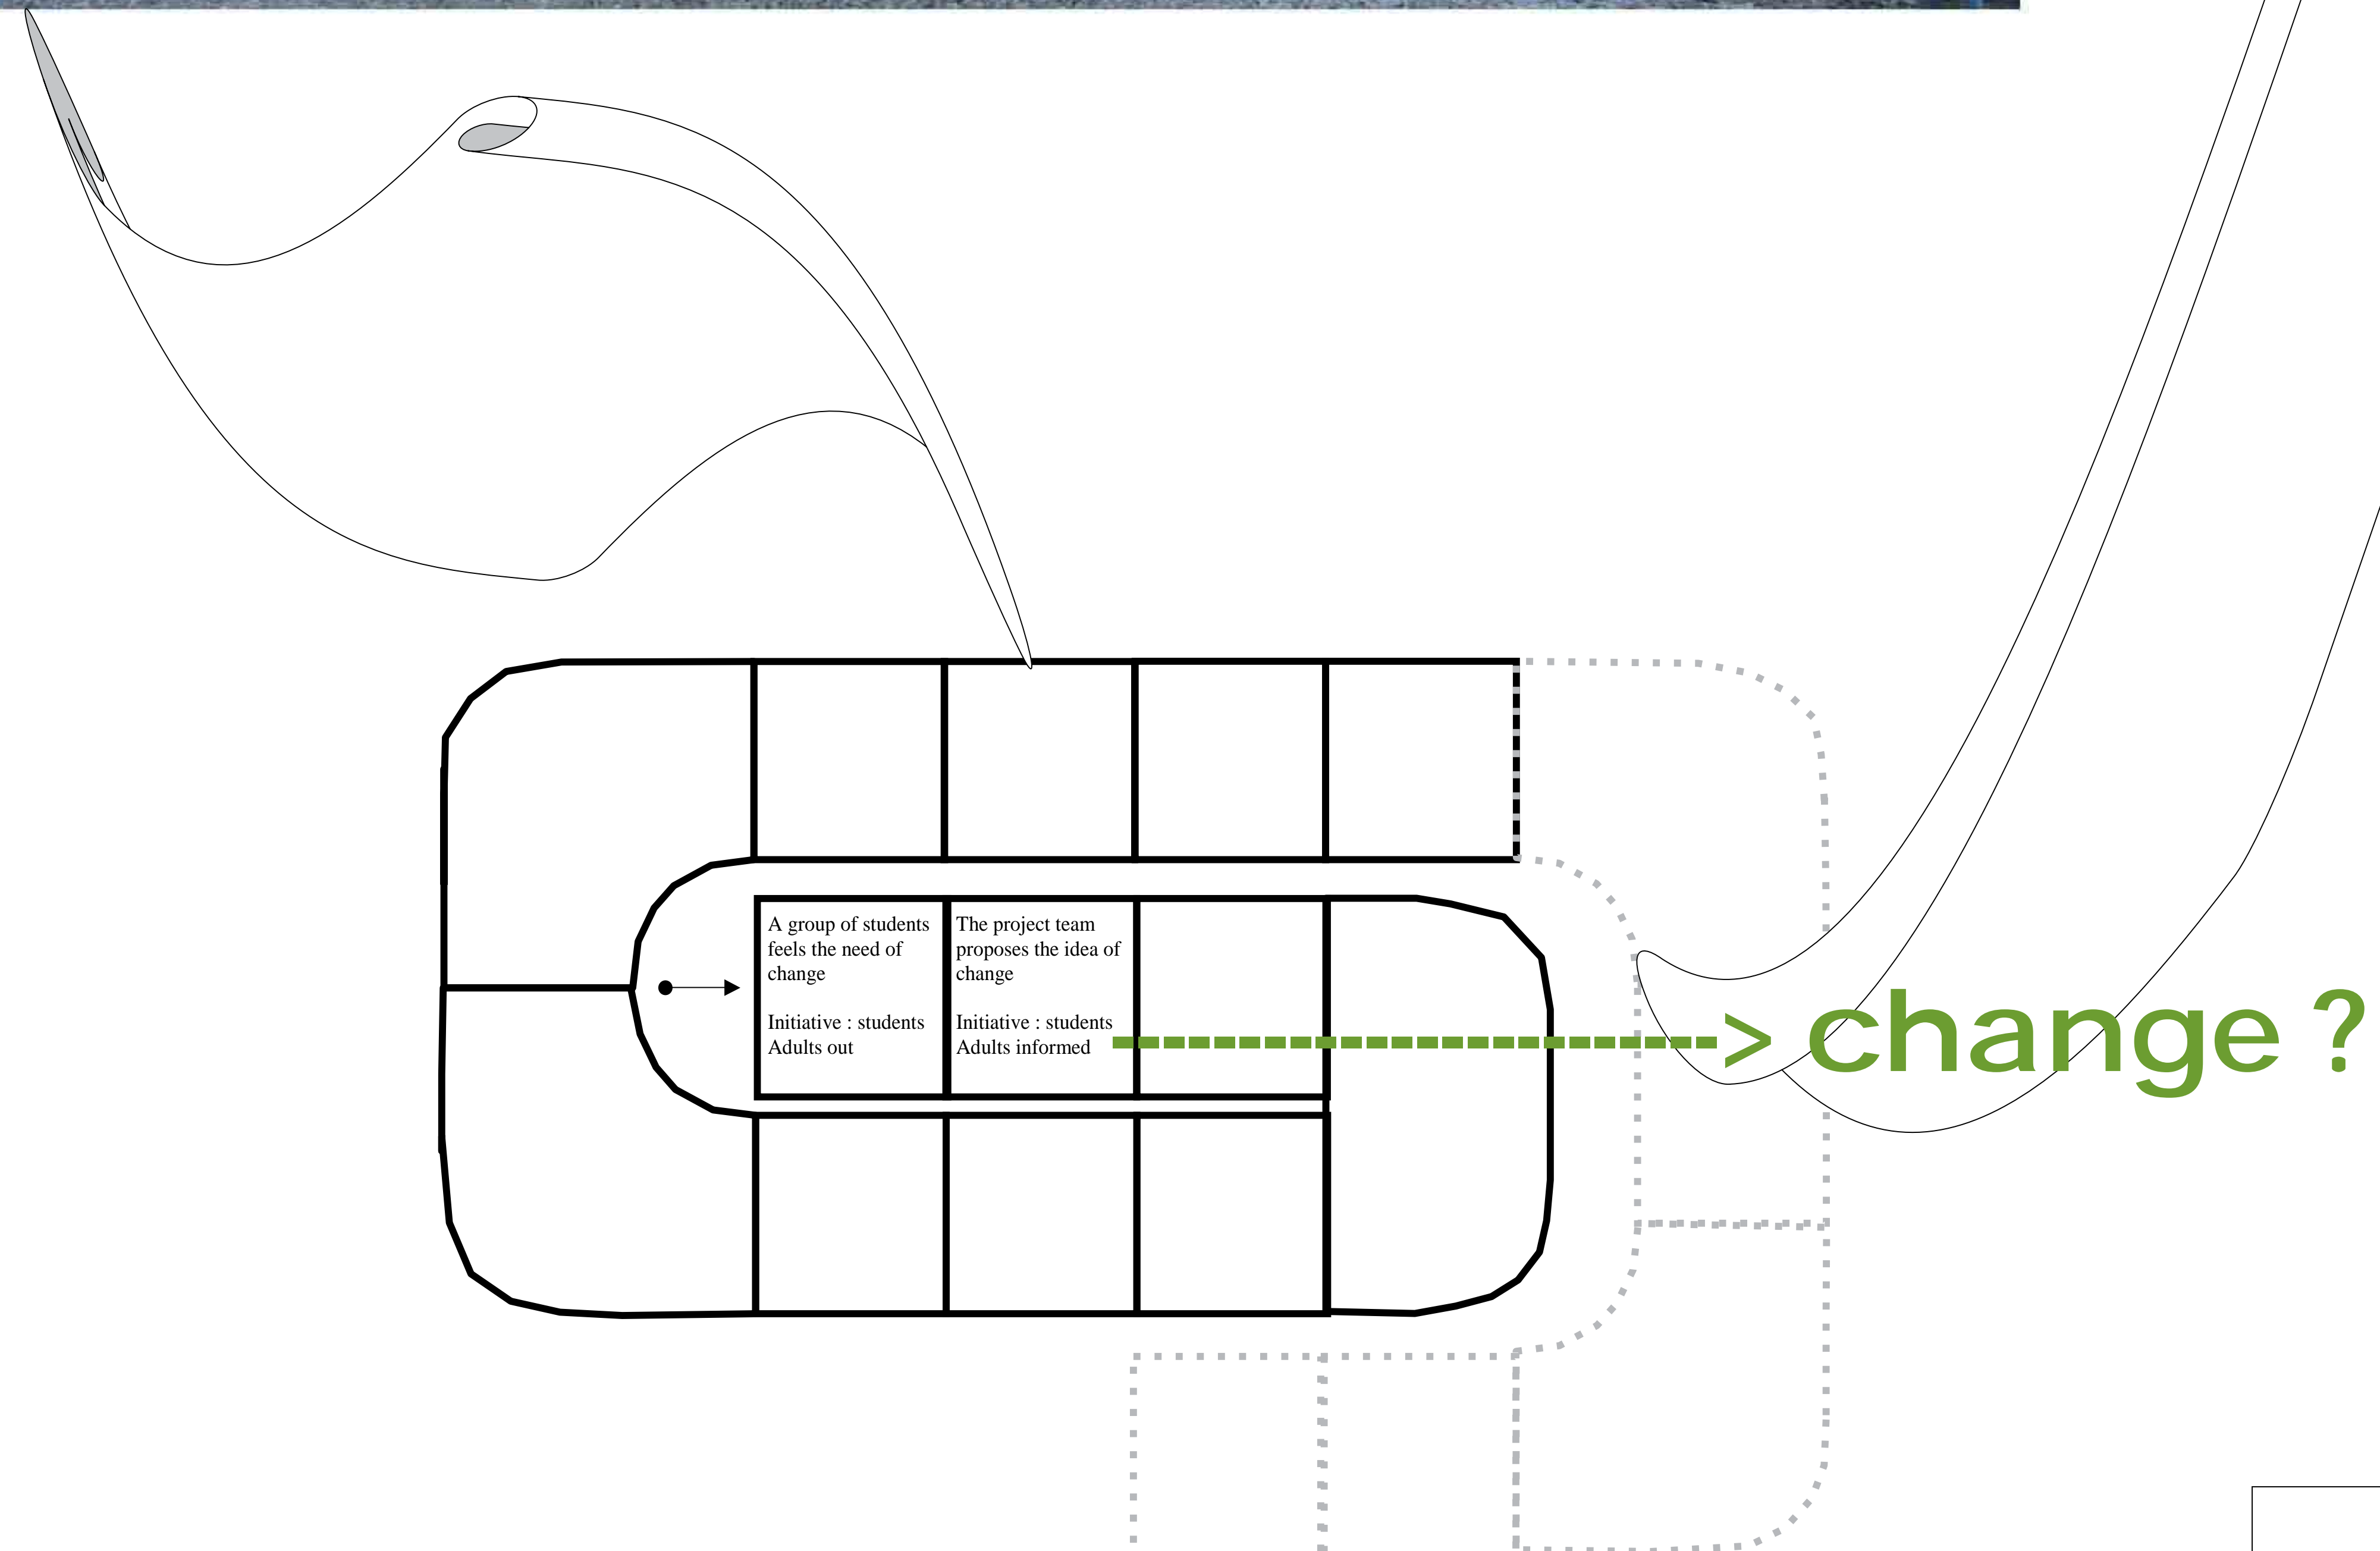 A group of students
feels the need of
change
Initiative : students
Adults out
The project team
proposes the idea of
change
Initiative : students
Adults informed
> change ?